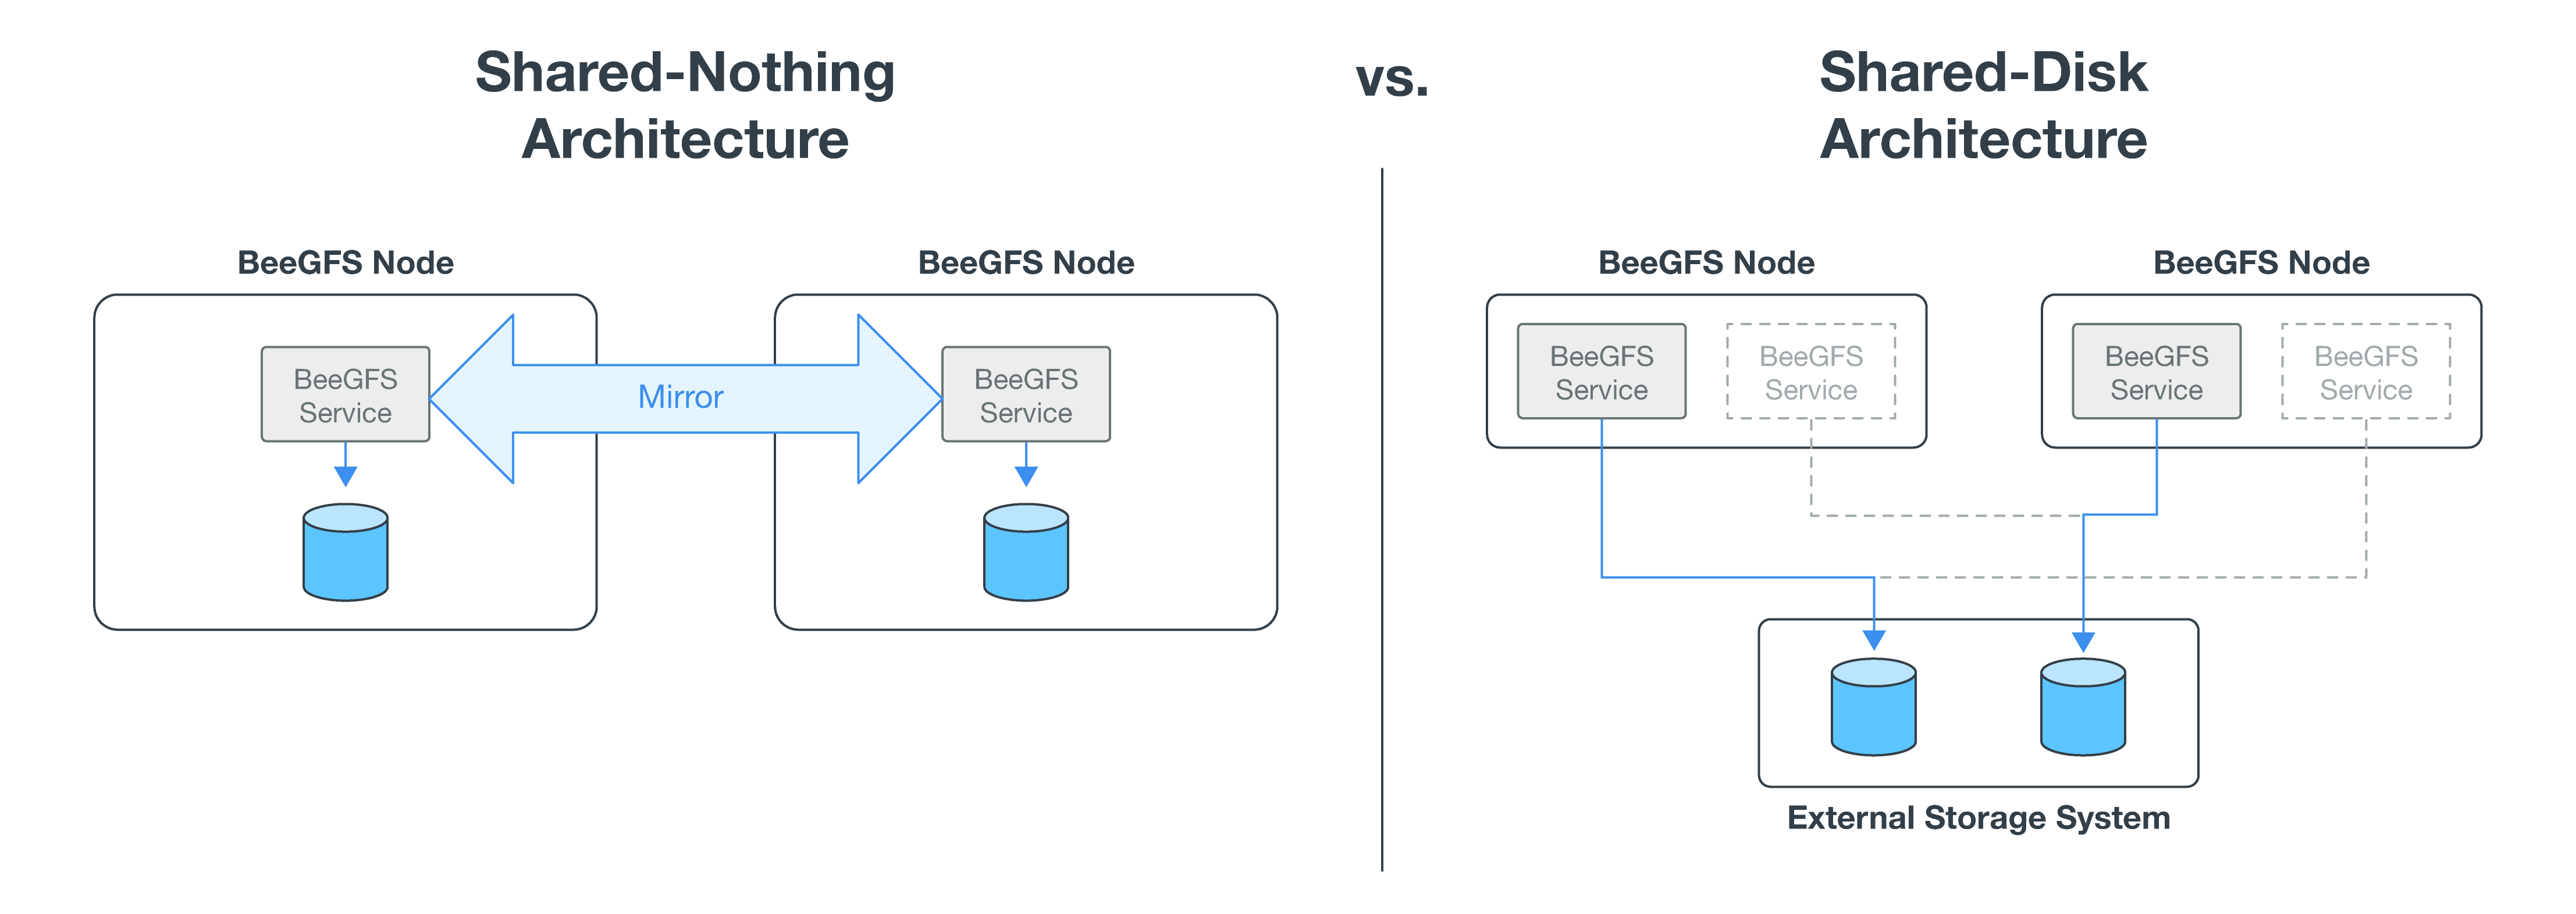 Shared-Nothing
Architecture
vs.
Shared-Disk
Architecture
BeeGFS Node
BeeGFS Node
BeeGFS
Service
Mirror
BeeGFS
Service
BeeGFS Node
BeeGFS Node
BeeGFS
Service
BeeGFS
Service
BeeGFS
Service
BeeGFS
Service
External Storage System